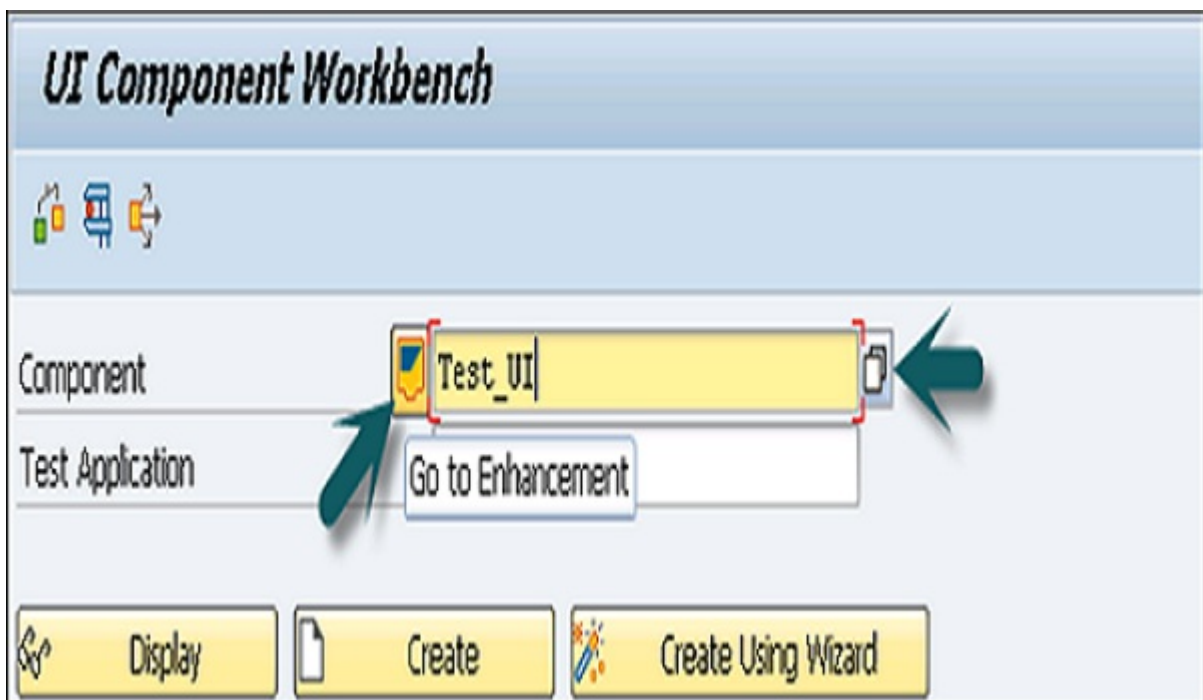 UI Component Workbench
Component Test_UI
Test Application
Go to Enhancement
Display Create Create Using Wizard